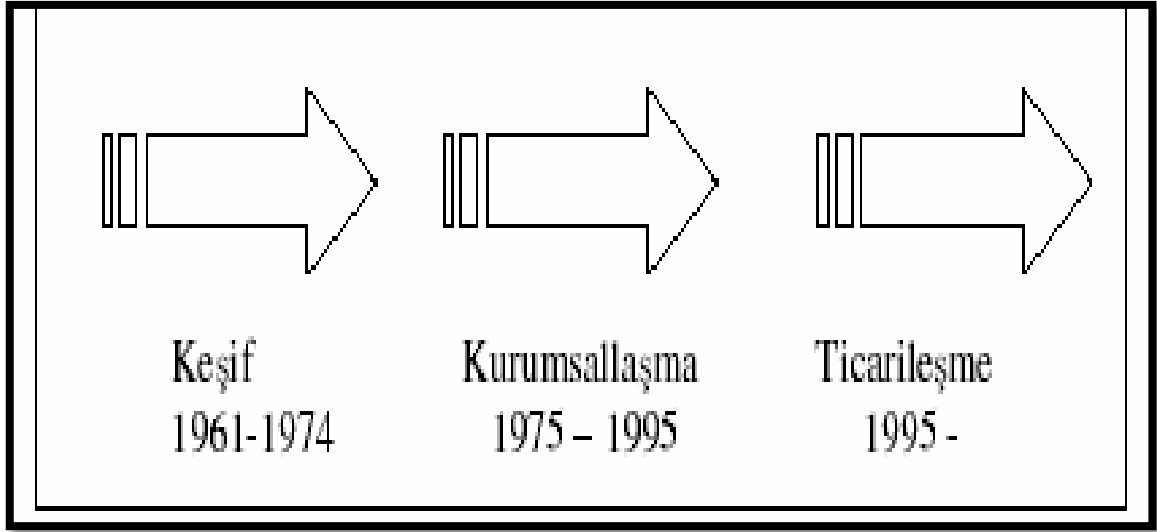 Keşif
1961-1974
Kurumsallaşma
1975 – 1995
Ticarileşme
1995 -